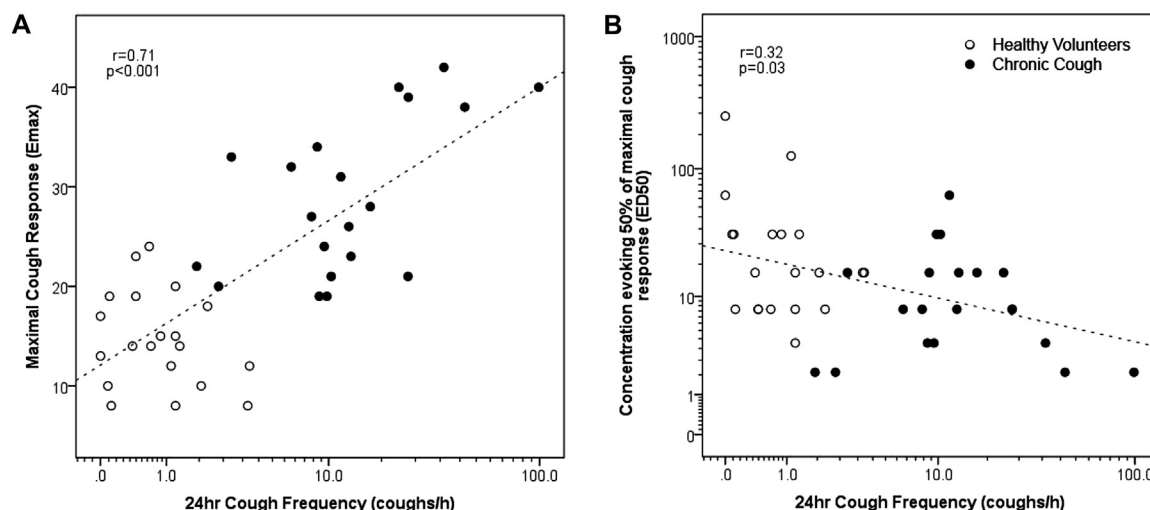 A
r=0.71
p<0.001
Maximal Cough Response (Emax)
40
30
20
10
.0 1.0 10.0 100.0
24hr Cough Frequency (coughs/h)
B
r=0.32
p=0.03
Healthy Volunteers
Chronic Cough
Concentration evoking 50% of maximal cough
response (ED50)
1000
100
10
1
0
.0 1.0 10.0 100.0
24hr Cough Frequency (coughs/h)